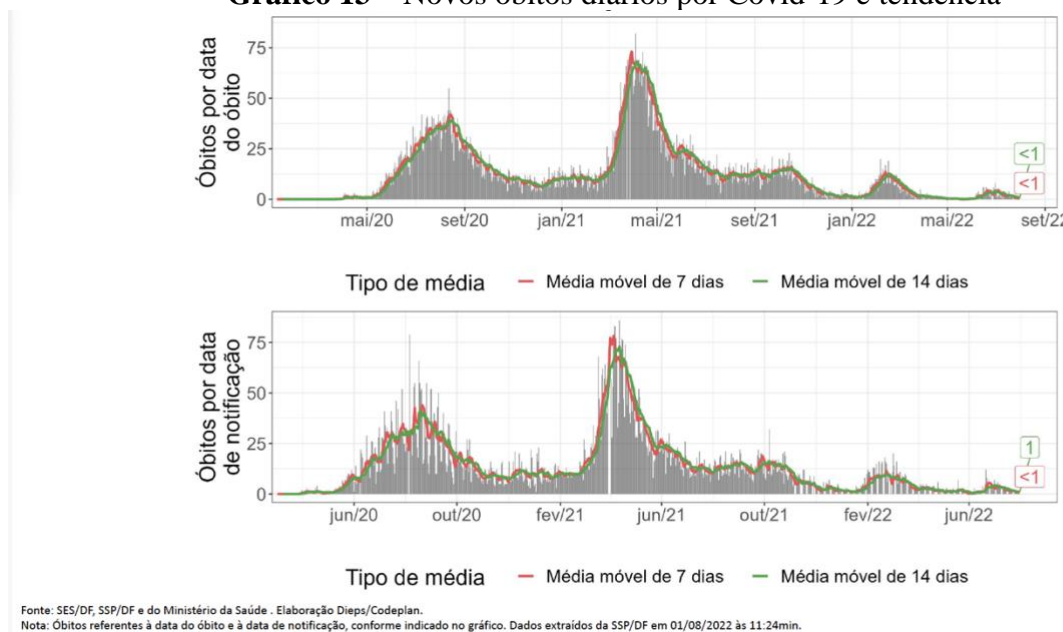 Gráfico 13 – Novos óbitos diários por Covid-19 e tendência
Óbitos por data
do óbito
75
50
25
0
<1
<1
mai/20 set/20 jan/21 mai/21 set/21 jan/22 mai/22 set/22
Tipo de média Média móvel de 7 dias Média móvel de 14 dias
Óbitos por data
de notificação
75
50
25
0
1
<1
jun/20 out/20 fev/21 jun/21 out/21 fev/22 jun/22
Tipo de média Média móvel de 7 dias Média móvel de 14 dias
Fonte: SES/DF, SSP/DF e do Ministério da Saúde . Elaboração Dieps/Codeplan.
Nota: Óbitos referentes à data do óbito e à data de notificação, conforme indicado no gráfico. Dados extraídos da SSP/DF em 01/08/2022 às 11:24min.